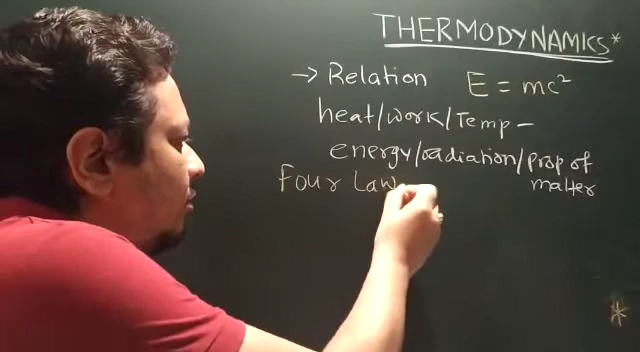 THERMODYNAMICS*
→ Relation E = mc²
heat/work/Temp -
energy/radiation/prop of
matter
Four Law
*